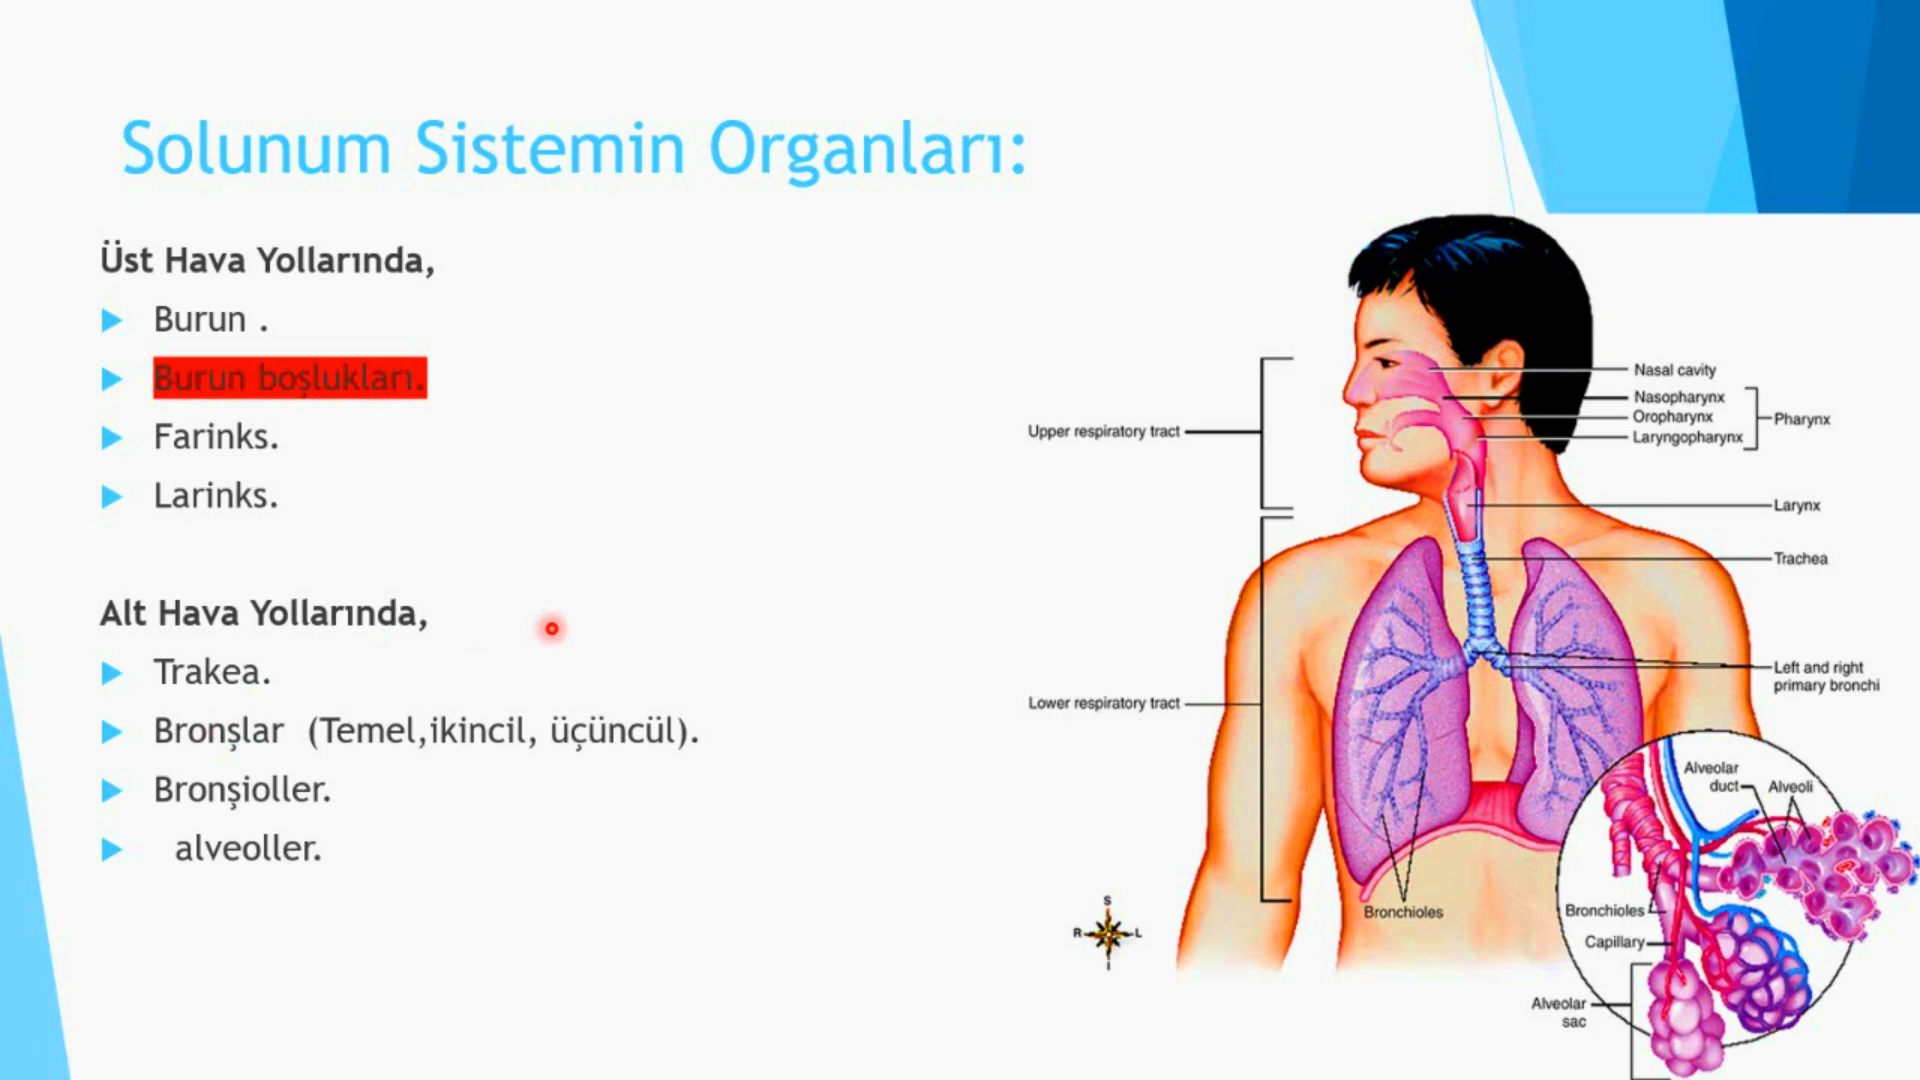 Solunum Sistemin Organları:
Üst Hava Yollarında,
Burun .
Burun boşlukları.
Farinks.
Larinks.
Alt Hava Yollarında,
Trakea.
Bronşlar (Temel,ikincil, üçüncül).
Bronşioller.
alveoller.
Upper respiratory tract
Lower respiratory tract
Nasal cavity
Nasopharynx
Oropharynx
Laryngopharynx
Pharynx
Larynx
Trachea
Left and right
primary bronchi
Bronchioles
Alveolar
duct
Alveoli
Bronchioles
Capillary
Alveolar
sac
S
R
L
I